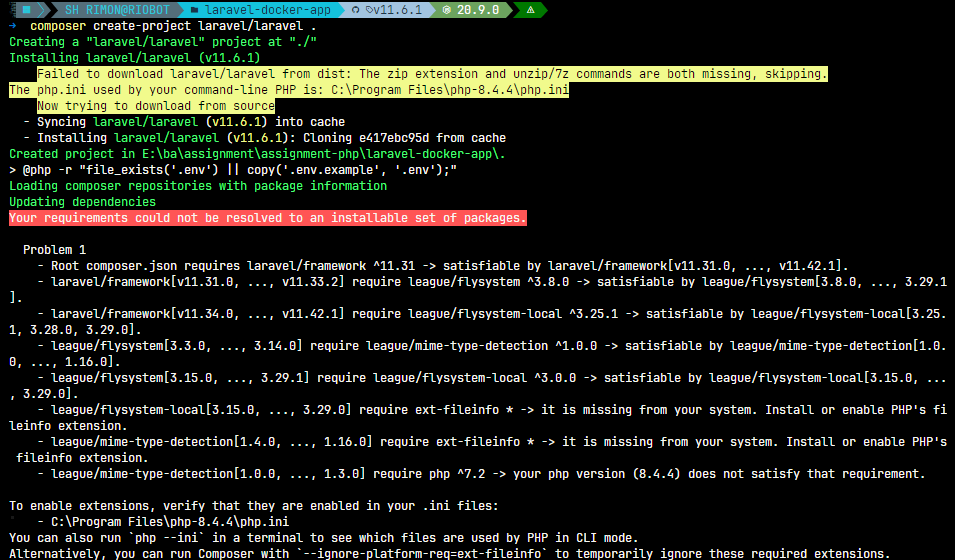 SH RIMON@RIOBOT laravel-docker-app v11.6.1 20.9.0
→ composer create-project laravel/laravel .
Creating a "laravel/laravel" project at "./"
Installing laravel/laravel (v11.6.1)
Failed to download laravel/laravel from dist: The zip extension and unzip/7z commands are both missing, skipping.
The php.ini used by your command-line PHP is: C:\Program Files\php-8.4.4\php.ini
Now trying to download from source
- Syncing laravel/laravel (v11.6.1) into cache
- Installing laravel/laravel (v11.6.1): Cloning e417ebc95d from cache
Created project in E:\ba\assignment\assignment-php\laravel-docker-app\.
> @php -r "file_exists('.env') || copy('.env.example', '.env');"
Loading composer repositories with package information
Updating dependencies
Your requirements could not be resolved to an installable set of packages.
Problem 1
- Root composer.json requires laravel/framework ^11.31 -> satisfiable by laravel/framework[v11.31.0, ..., v11.42.1].
- laravel/framework[v11.31.0, ..., v11.33.2] require league/flysystem ^3.8.0 -> satisfiable by league/flysystem[3.8.0, ..., 3.29.1
].
- laravel/framework[v11.34.0, ..., v11.42.1] require league/flysystem-local ^3.25.1 -> satisfiable by league/flysystem-local[3.25.
1, 3.28.0, 3.29.0].
- league/flysystem[3.3.0, ..., 3.14.0] require league/mime-type-detection ^1.0.0 -> satisfiable by league/mime-type-detection[1.0.
0, ..., 1.16.0].
- league/flysystem[3.15.0, ..., 3.29.1] require league/flysystem-local ^3.0.0 -> satisfiable by league/flysystem-local[3.15.0, ...
, 3.29.0].
- league/flysystem-local[3.15.0, ..., 3.29.0] require ext-fileinfo * -> it is missing from your system. Install or enable PHP's fi
leinfo extension.
- league/mime-type-detection[1.4.0, ..., 1.16.0] require ext-fileinfo * -> it is missing from your system. Install or enable PHP's
fileinfo extension.
- league/mime-type-detection[1.0.0, ..., 1.3.0] require php ^7.2 -> your php version (8.4.4) does not satisfy that requirement.
To enable extensions, verify that they are enabled in your .ini files:
- C:\Program Files\php-8.4.4\php.ini
You can also run `php --ini` in a terminal to see which files are used by PHP in CLI mode.
Alternatively, you can run Composer with `--ignore-platform-req=ext-fileinfo` to temporarily ignore these required extensions.